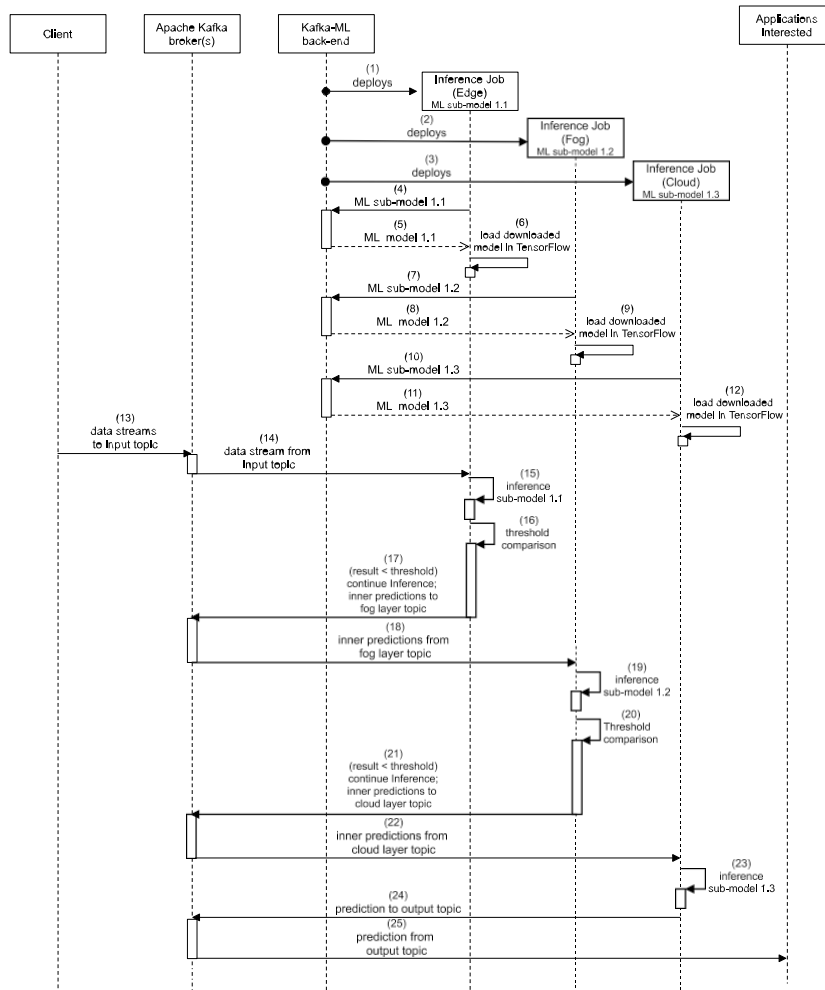 Client
Apache Kafka
broker(s)
Kafka-ML
back-end
Applications
Interested
(1)
deploys
Inference Job
(Edge)
ML sub-model 1.1
(2)
deploys
Inference Job
(Fog)
ML sub-model 1.2
(3)
deploys
Inference Job
(Cloud)
ML sub-model 1.3
(4)
ML sub-model 1.1
(5)
ML model 1.1
(6)
load downloaded
model in TensorFlow
(7)
ML sub-model 1.2
(8)
ML model 1.2
(9)
load downloaded
model in TensorFlow
(10)
ML sub-model 1.3
(11)
ML model 1.3
(12)
load downloaded
model in TensorFlow
(13)
data streams
to input topic
(14)
data stream from
input topic
(15)
inference
sub-model 1.1
(16)
threshold
comparison
(17)
(result < threshold)
continue inference;
inner predictions to
fog layer topic
(18)
inner predictions from
fog layer topic
(19)
inference
sub-model 1.2
(20)
Threshold
comparison
(21)
(result < threshold)
continue inference;
inner predictions to
cloud layer topic
(22)
inner predictions from
cloud layer topic
(23)
inference
sub-model 1.3
(24)
prediction to output topic
(25)
prediction from
output topic